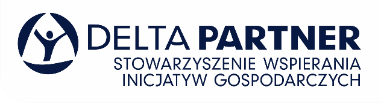 DELTA PARTNER
STOWARZYSZENIE WSPIERANIA
INICJATYW GOSPODARCZYCH